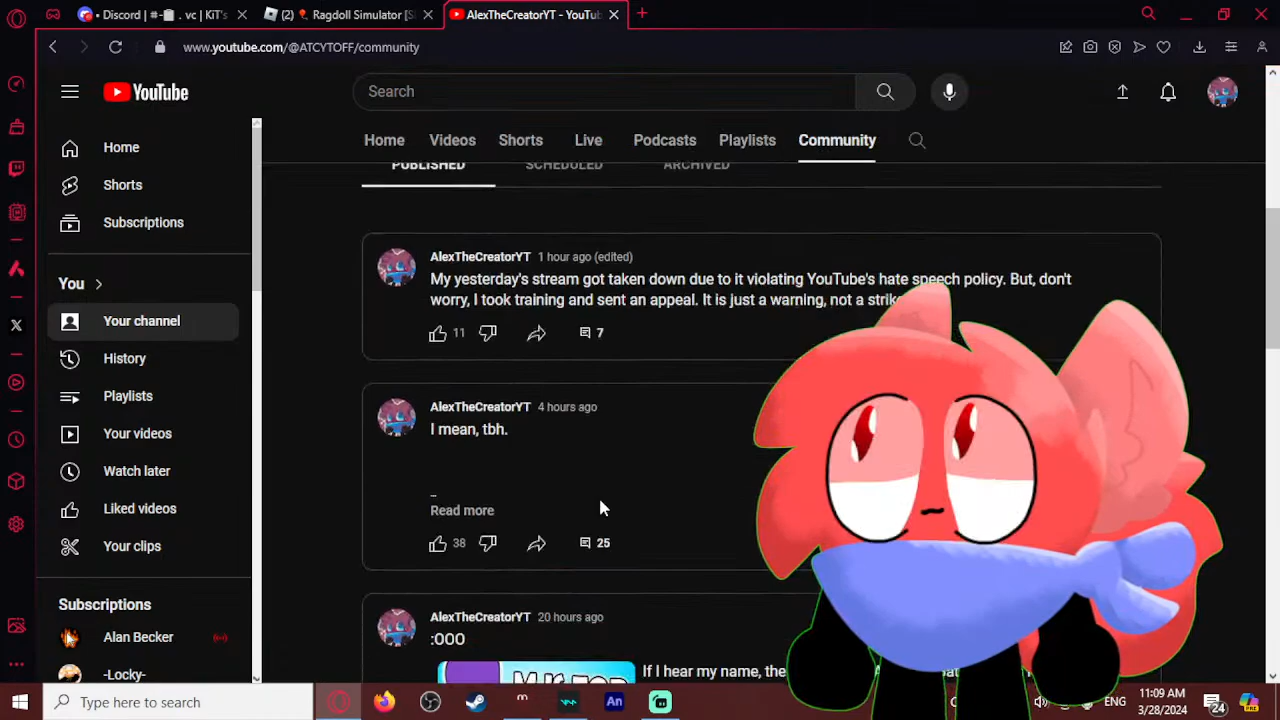 Discord | #-📋 . vc | KiT's
(2) 🎈 Ragdoll Simulator [S
AlexTheCreatorYT - YouTub
www.youtube.com/@ATCYTOFF/community
YouTube
Search
Home
Videos
Shorts
Live
Podcasts
Playlists
Community
PUBLISHED
SCHEDULED
ARCHIVED
Home
Shorts
Subscriptions
You
Your channel
History
Playlists
Your videos
Watch later
Liked videos
Your clips
Subscriptions
Alan Becker
-Locky-
AlexTheCreatorYT 1 hour ago (edited)
My yesterday's stream got taken down due to it violating YouTube's hate speech policy. But, don't
worry, I took training and sent an appeal. It is just a warning, not a strike
11 7
AlexTheCreatorYT 4 hours ago
I mean, tbh.
_
Read more
38 25
AlexTheCreatorYT 20 hours ago
:000
If I hear my name, the
Type here to search
An
ENG
11:09 AM
3/28/2024
24
PRE